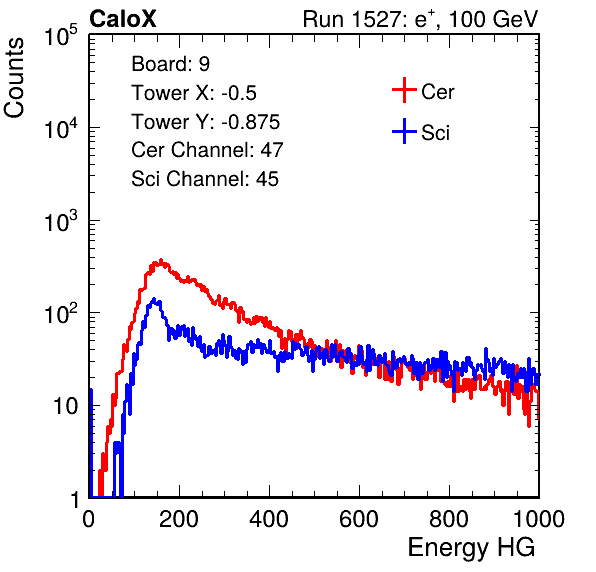 CaloX Run 1527: e⁺, 100 GeV
Board: 9
Tower X: -0.5
Tower Y: -0.875
Cer Channel: 47
Sci Channel: 45
Cer
Sci
Counts
10⁵
10⁴
10³
10²
10
1
0 200 400 600 800 1000
Energy HG